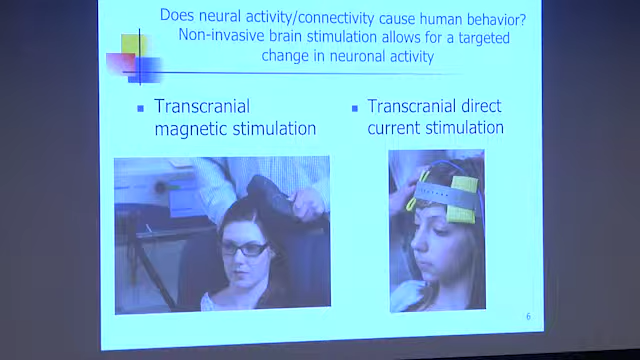 Does neural activity/connectivity cause human behavior?
Non-invasive brain stimulation allows for a targeted
change in neuronal activity
Transcranial
magnetic stimulation
Transcranial direct
current stimulation
6